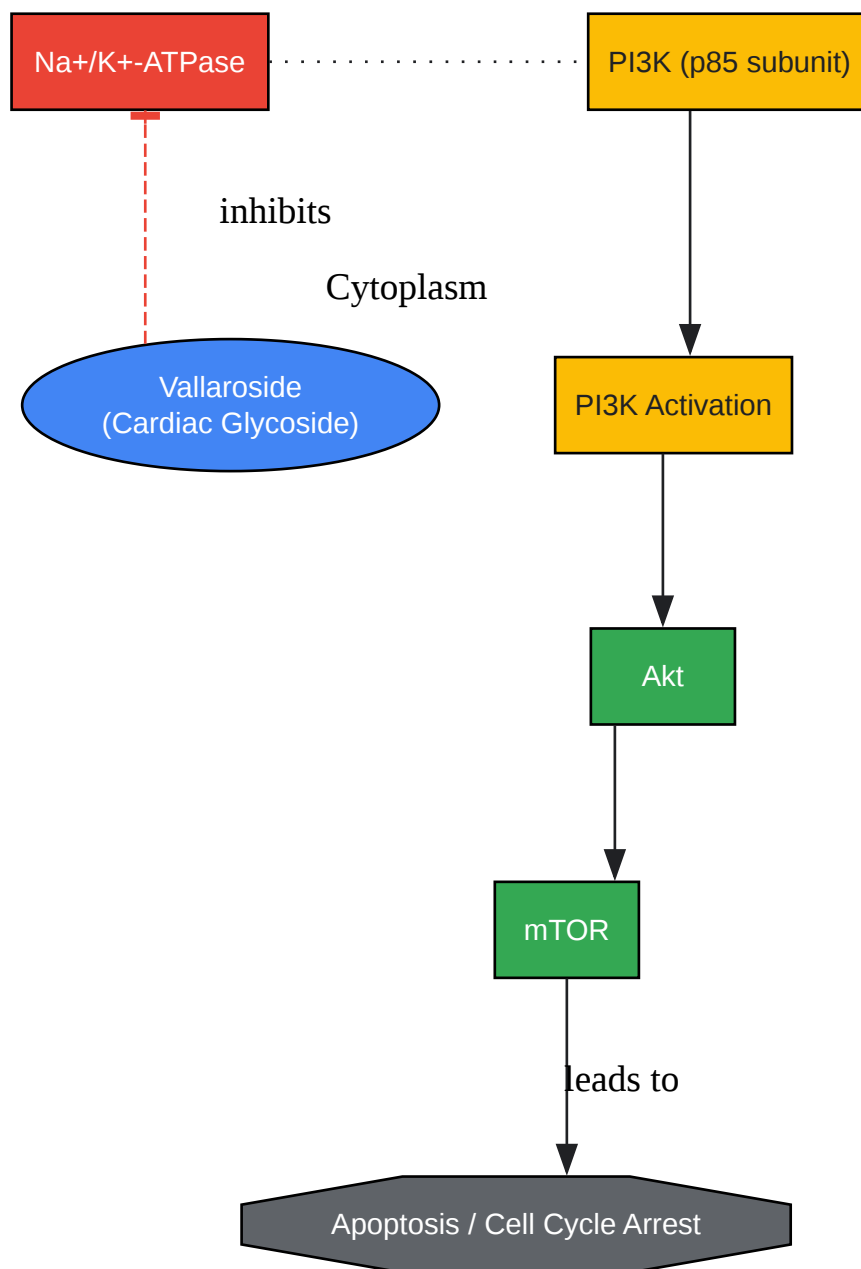 Na+/K+-ATPase
PI3K (p85 subunit)
inhibits
Cytoplasm
Vallaroside
(Cardiac Glycoside)
PI3K Activation
Akt
mTOR
leads to
Apoptosis / Cell Cycle Arrest